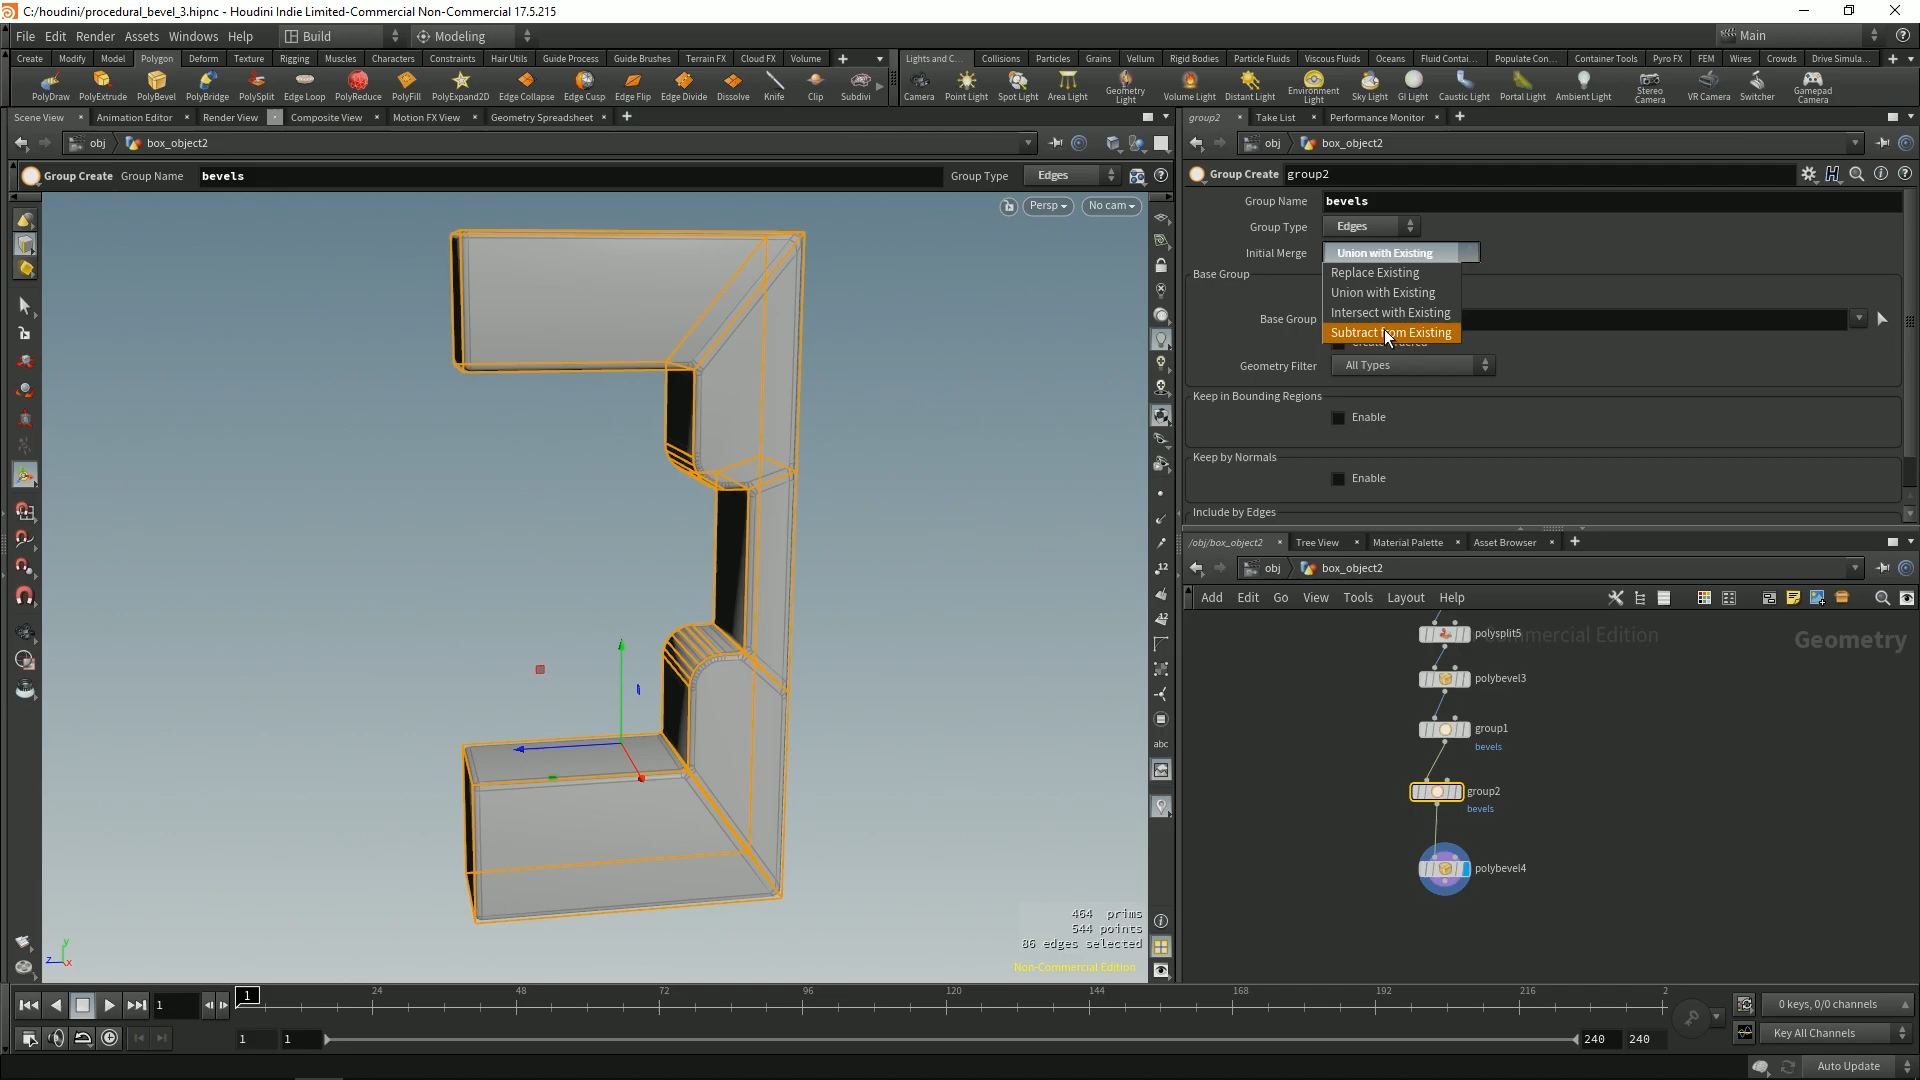 C:/houdini/procedural_bevel_3.hipnc - Houdini Indie Limited-Commercial Non-Commercial 17.5.215
File Edit Render Assets Windows Help Build Modeling Main
Create Modify Model Polygon Deform Texture Rigging Muscles Characters Constraints Hair Utils Guide Process Guide Brushes Terrain FX Cloud FX Volume
Lights and C... Collisions Particles Grains Vellum Rigid Bodies Particle Fluids Viscous Fluids Oceans Fluid Contai... Populate Con... Container Tools Pyro FX FEM Wires Crowds Drive Simula...
PolyDraw PolyExtrude PolyBevel PolyBridge PolySplit Edge Loop PolyReduce PolyFill PolyExpand2D Edge Collapse Edge Cusp Edge Flip Edge Divide Dissolve Knife Clip Subdivi
Camera Point Light Spot Light Area Light Geometry Light Volume Light Distant Light Environment Light Sky Light GI Light Caustic Light Portal Light Ambient Light Stereo Camera VR Camera Switcher Gamepad Camera
Scene View Animation Editor Render View Composite View Motion FX View Geometry Spreadsheet
group2 Take List Performance Monitor
obj box_object2
obj box_object2
Group Create Group Name bevels Group Type Edges
Group Create group2
Group Name bevels
Group Type Edges
Initial Merge Union with Existing
Replace Existing
Union with Existing
Intersect with Existing
Subtract from Existing
Base Group
Base Group
Geometry Filter All Types
Keep in Bounding Regions
Enable
Keep by Normals
Enable
Include by Edges
Persp No cam
/obj/box_object2 Tree View Material Palette Asset Browser
obj box_object2
Add Edit Go View Tools Layout Help
Geometry
polysplit5
polybevel3
group1
bevels
group2
bevels
polybevel4
12
12
abc
464 prims
544 points
86 edges selected
Non-Commercial Edition
y
z x
1 1 24 48 72 96 120 144 168 192 216 2
0 keys, 0/0 channels
1 1 240 240
Key All Channels
Auto Update